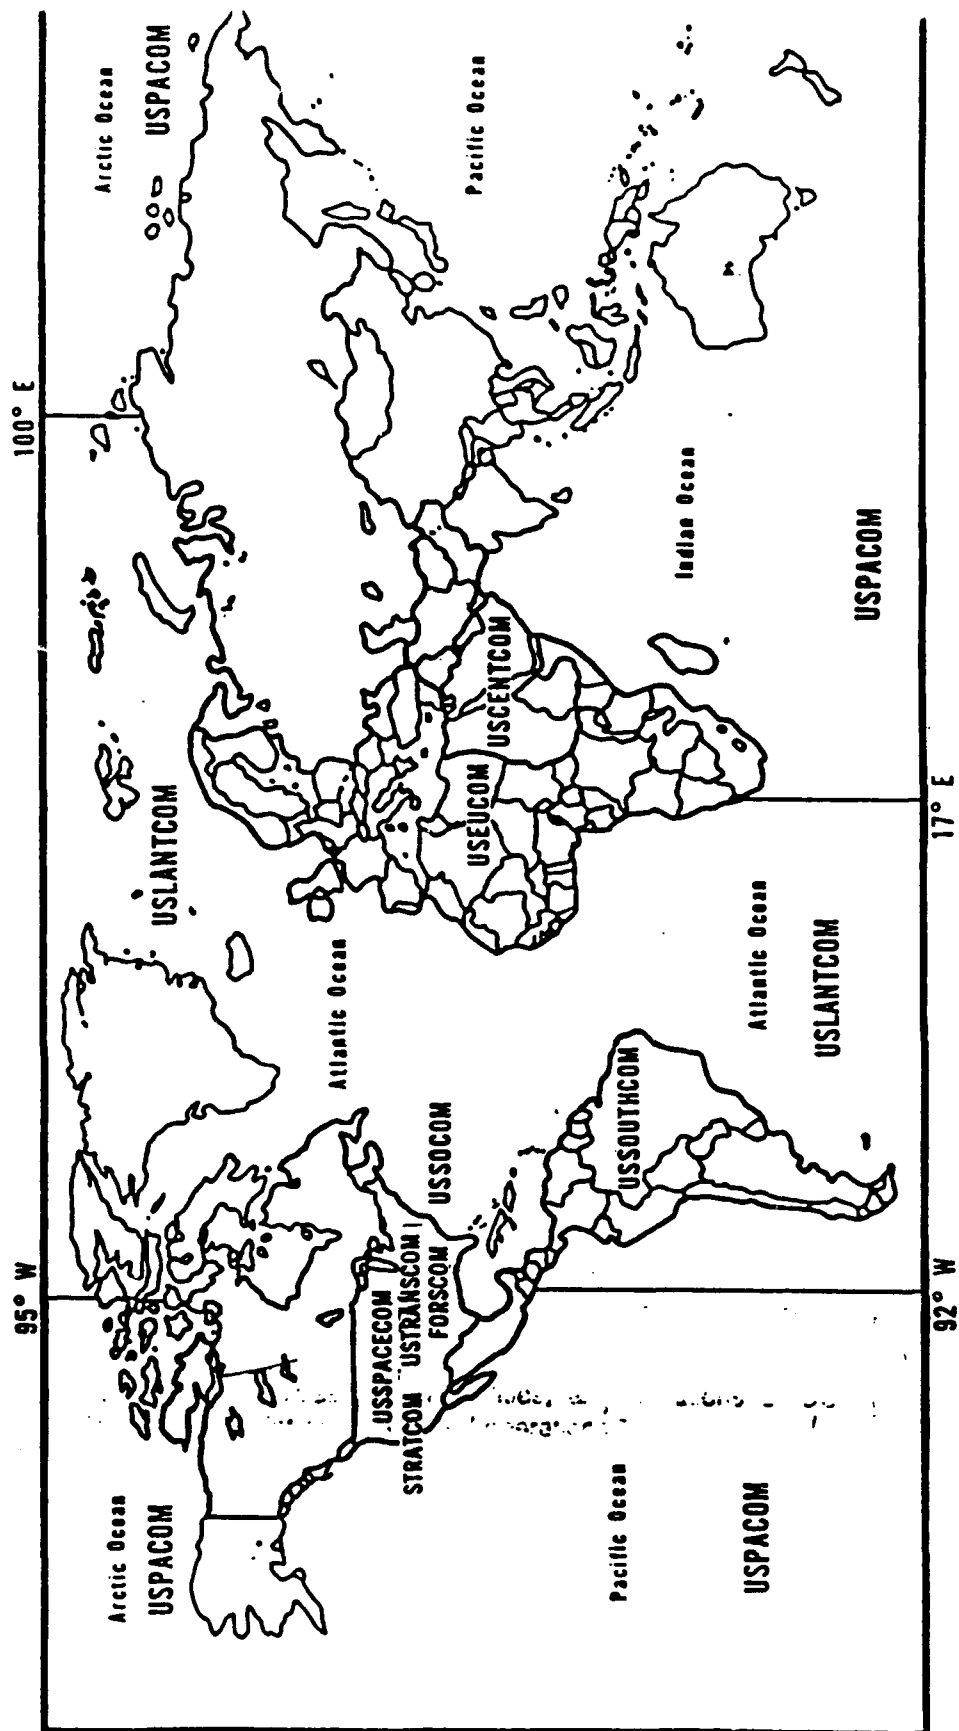 95° W
100° E
Arctic Ocean
USPACOM
USLANTCOM
Arctic Ocean
USPACOM
Atlantic Ocean
Pacific Ocean
USSPACECOM
STRATCOM USTRANSCOM
FORSCOM
USSOCOM
USEUCOM
USCENTCOM
Pacific Ocean
USPACOM
USSOUTHCOM
Atlantic Ocean
USLANTCOM
Indian Ocean
USPACOM
92° W
17° E